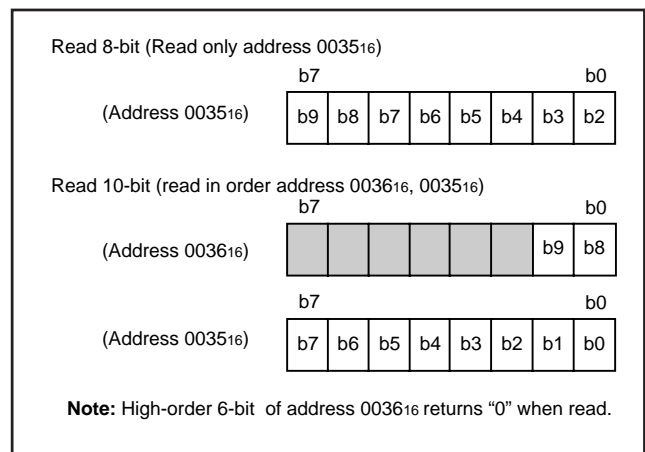 Read 8-bit (Read only address 003516)
b7 b0
(Address 003516) b9 b8 b7 b6 b5 b4 b3 b2
Read 10-bit (read in order address 003616, 003516)
b7 b0
(Address 003616) b9 b8
b7 b0
(Address 003516) b7 b6 b5 b4 b3 b2 b1 b0
Note: High-order 6-bit of address 003616 returns “0” when read.